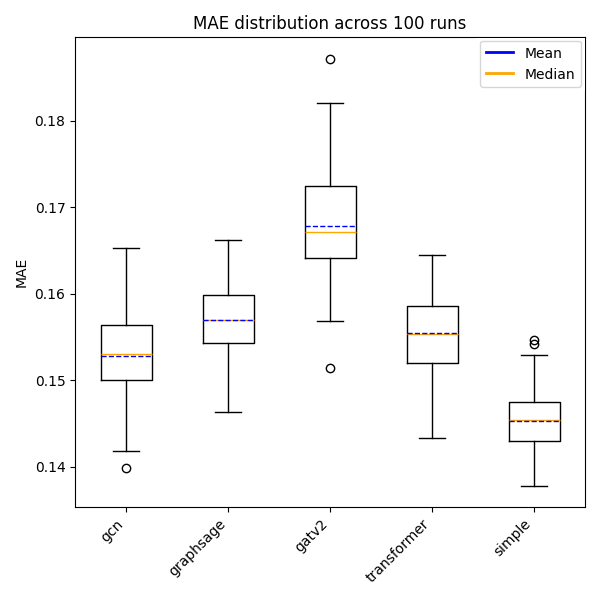 MAE distribution across 100 runs
Mean
Median
MAE
0.18
0.17
0.16
0.15
0.14
gcn
graphsage
gatv2
transformer
simple